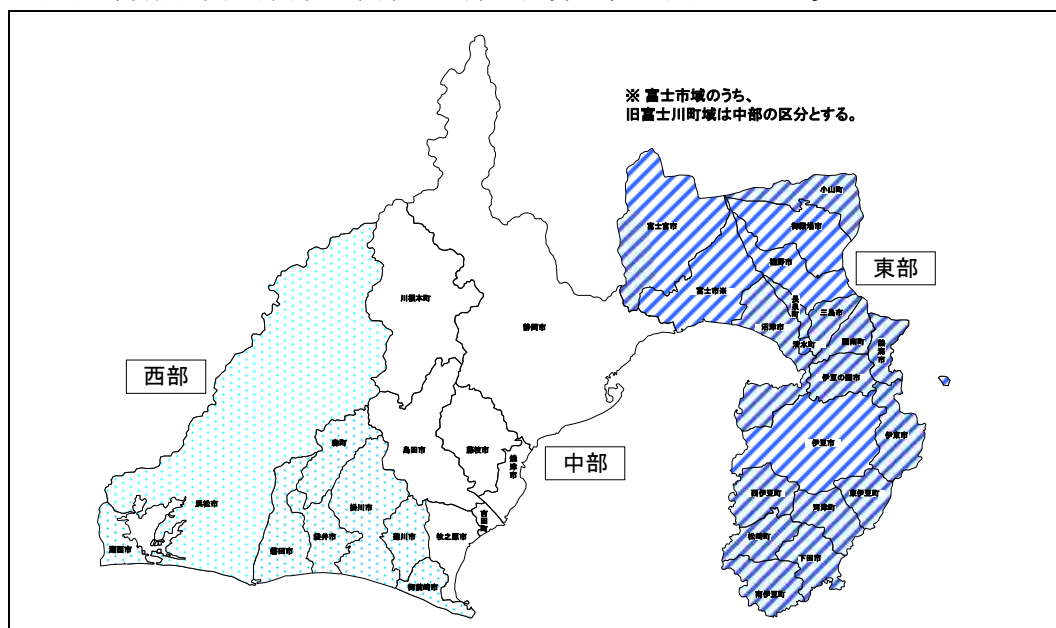 ※ 富士市域のうち、
旧富士川町域は中部の区分とする。
小山町
富士宮市
御殿場市
裾野市
東部
富士市※
長泉町
三島市
川根本町
沼津市
静岡市
清水町
函南町
熱海市
西部
伊豆の国市
伊東市
伊豆市
森町
島田市
藤枝市
焼津市
中部
浜松市
掛川市
西伊豆町
東伊豆町
吉田町
河津町
湖西市
磐田市
袋井市
菊川市
牧之原市
松崎町
下田市
御前崎市
南伊豆町